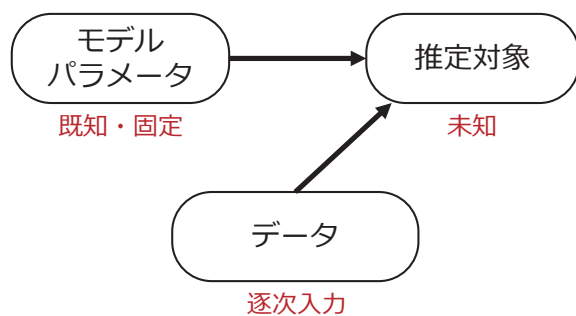 モデル
パラメータ
既知・固定
推定対象
未知
データ
逐次入力